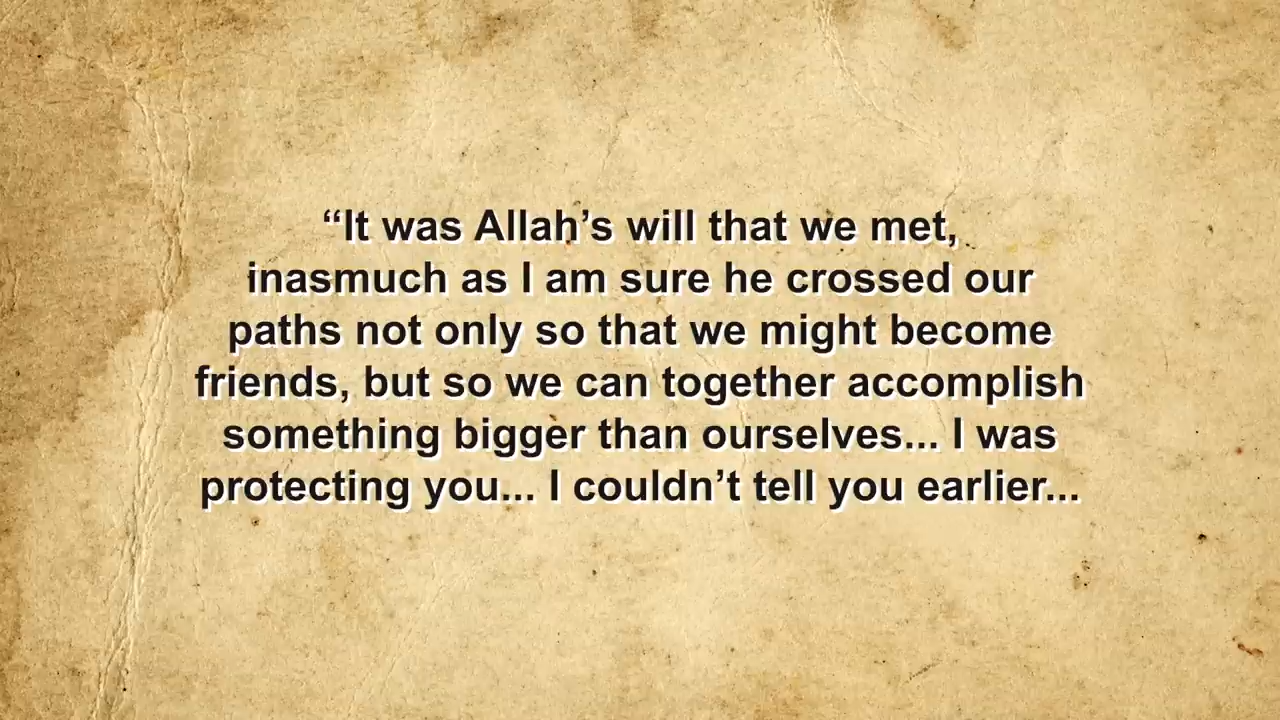 “It was Allah’s will that we met,
inasmuch as I am sure he crossed our
paths not only so that we might become
friends, but so we can together accomplish
something bigger than ourselves... I was
protecting you... I couldn’t tell you earlier...